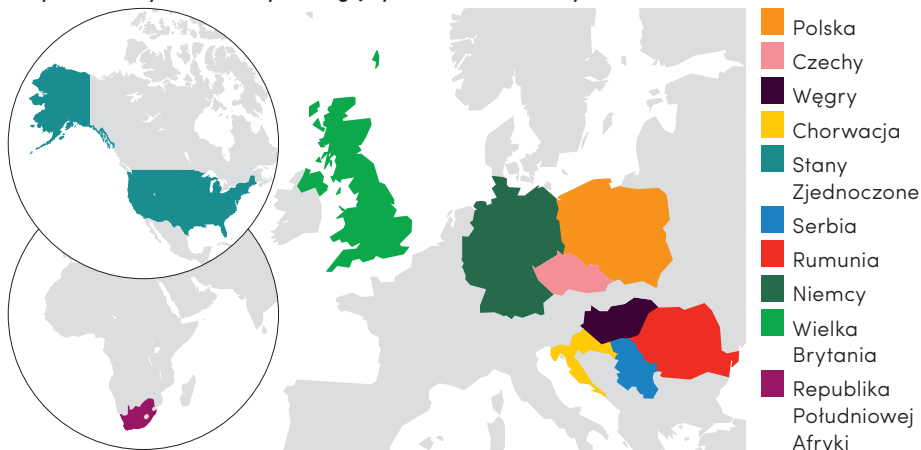 Polska
Czechy
Węgry
Chorwacja
Stany
Zjednoczone
Serbia
Rumunia
Niemcy
Wielka
Brytania
Republika
Południowej
Afryki